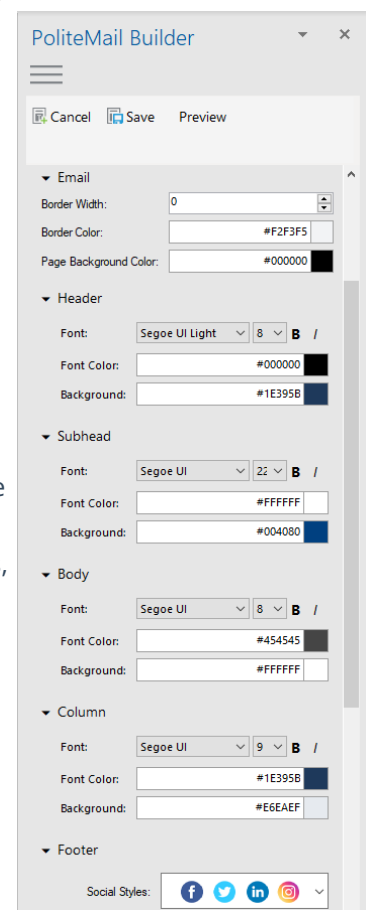 PoliteMail Builder
Cancel Save Preview
Email
Border Width: 0
Border Color: #F2F3F5
Page Background Color: #000000
Header
Font: Segoe UI Light 8 B I
Font Color: #000000
Background: #1E395B
Subhead
Font: Segoe UI 22 B I
Font Color: #FFFFFF
e
Background: #004080
,
Body
Font: Segoe UI 8 B I
Font Color: #454545
Background: #FFFFFF
Column
Font: Segoe UI 9 B I
Font Color: #1E395B
Background: #E6EAEF
Footer
Social Styles: f in